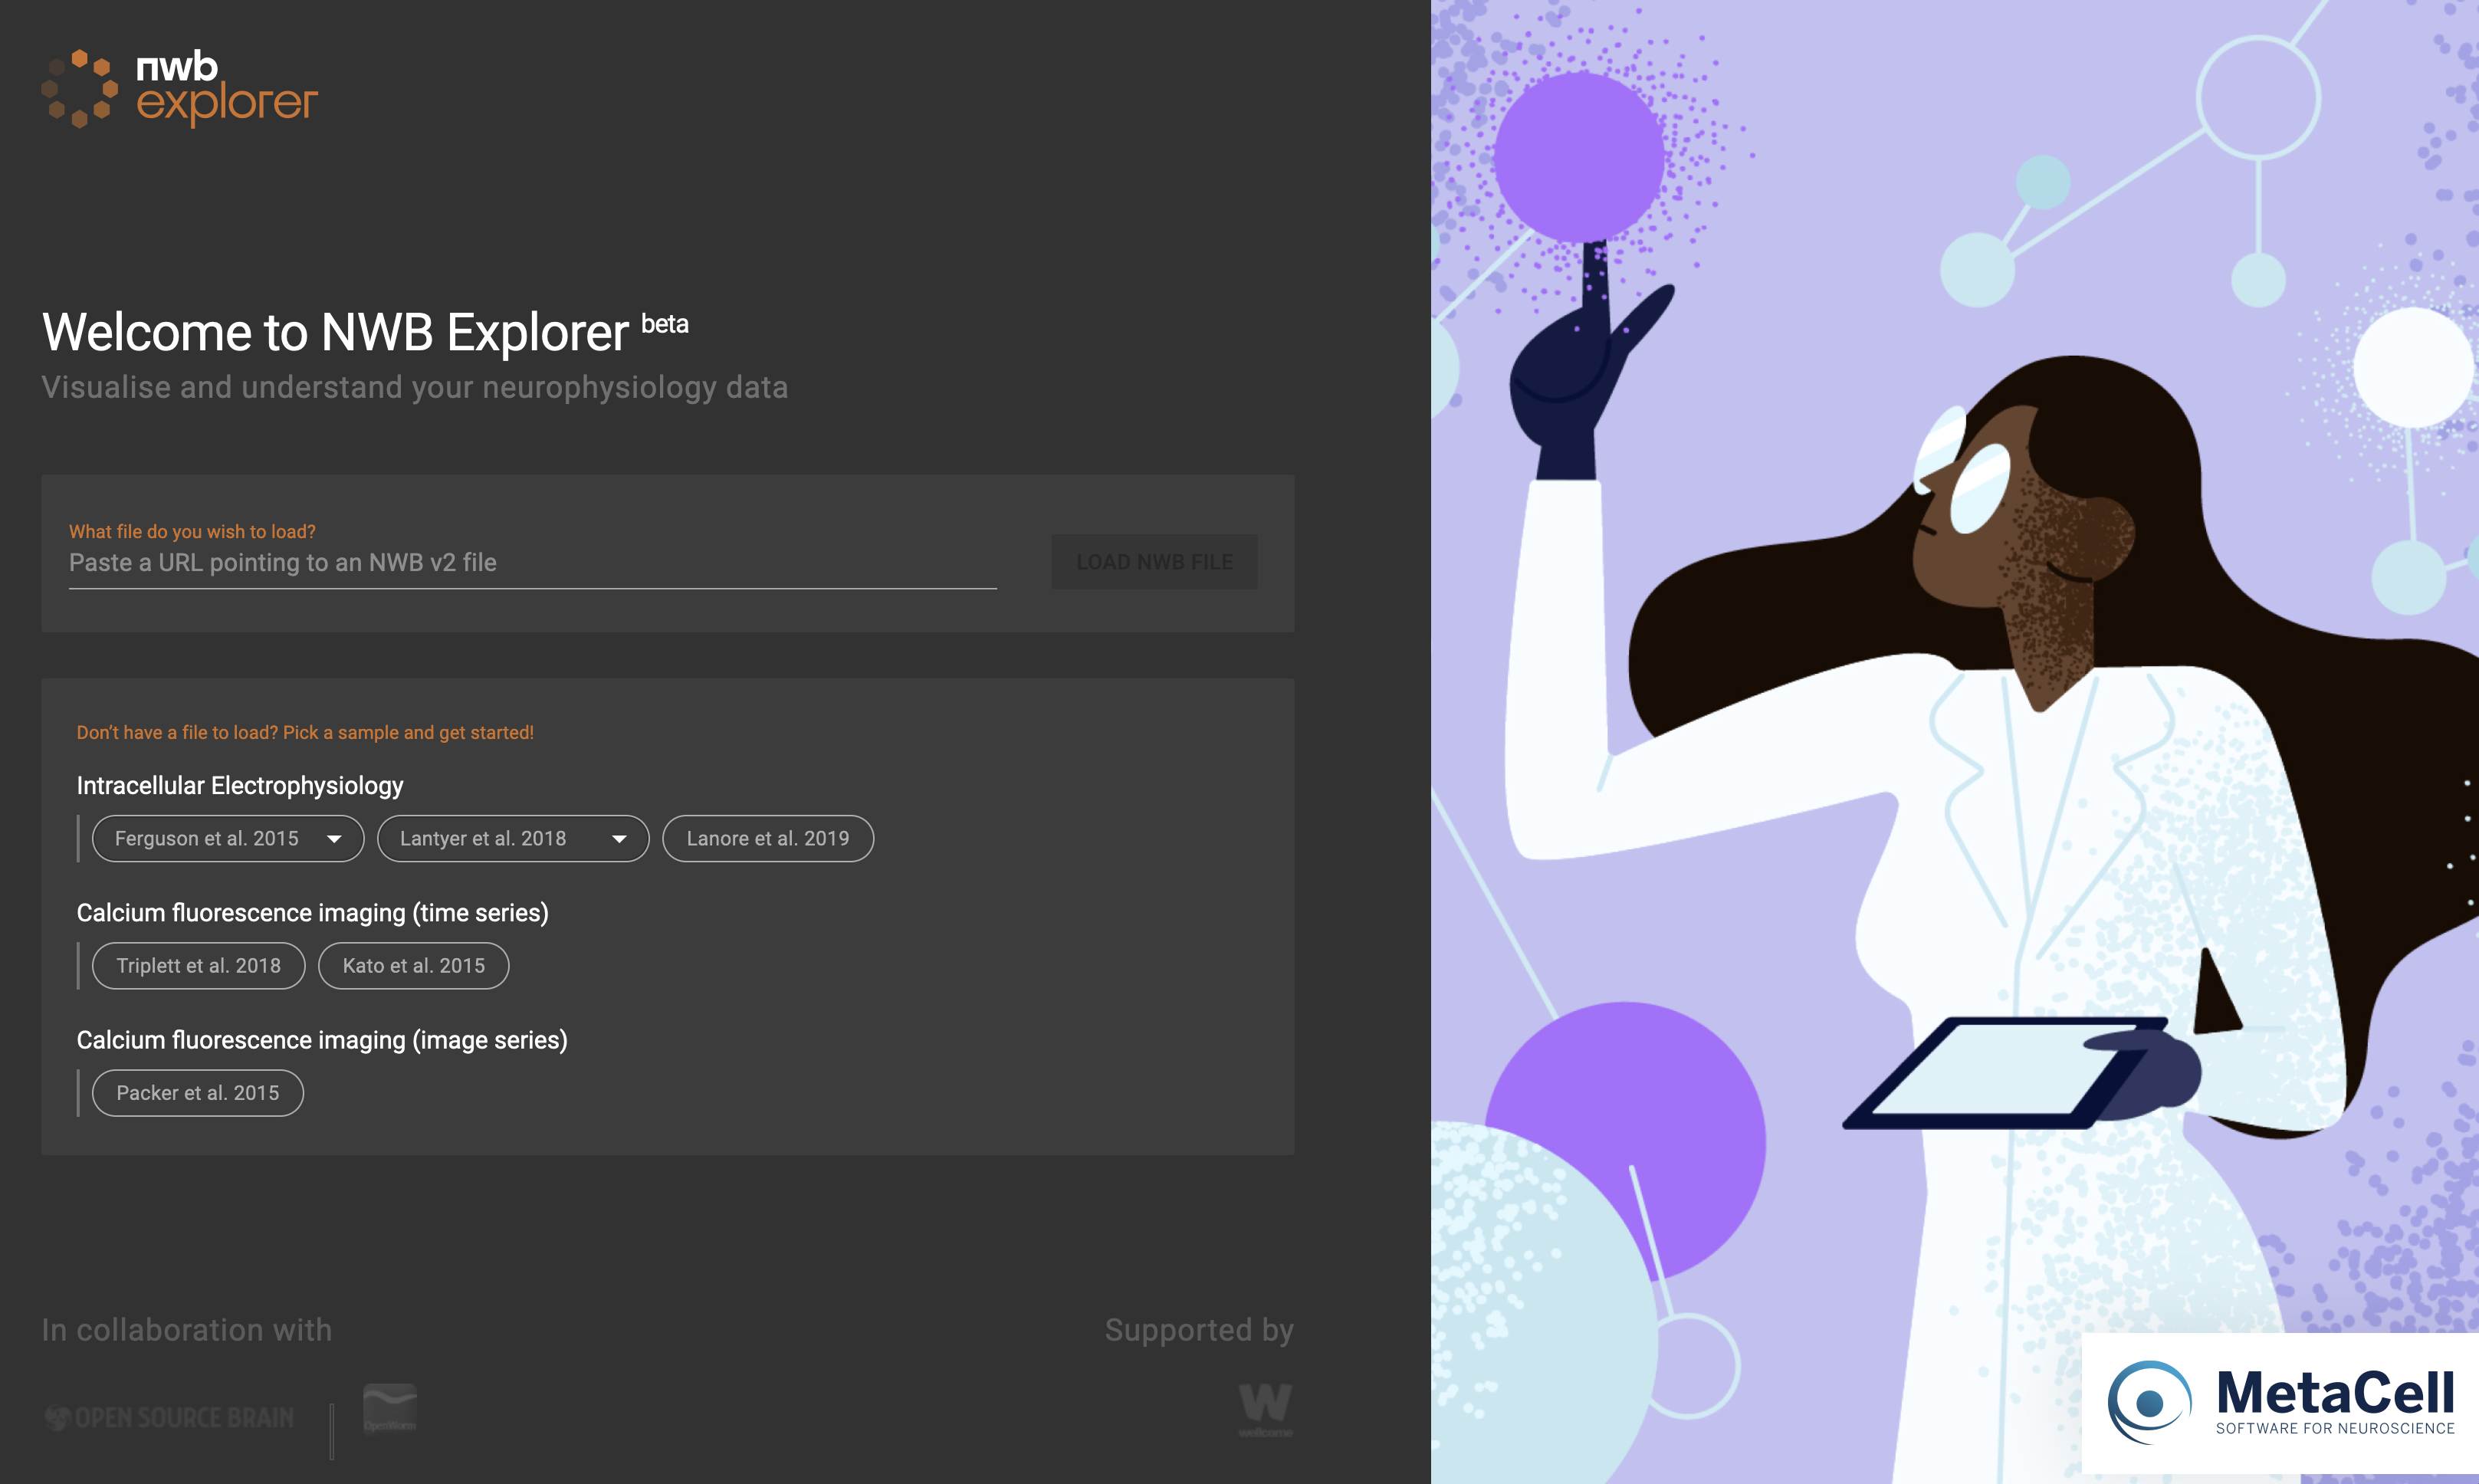 nwb
explorer
Welcome to NWB Explorer beta
Visualise and understand your neurophysiology data
What file do you wish to load?
Paste a URL pointing to an NWB v2 file
LOAD NWB FILE
Don’t have a file to load? Pick a sample and get started!
Intracellular Electrophysiology
Ferguson et al. 2015
Lantyer et al. 2018
Lanore et al. 2019
Calcium fluorescence imaging (time series)
Triplett et al. 2018
Kato et al. 2015
Calcium fluorescence imaging (image series)
Packer et al. 2015
In collaboration with
OPEN SOURCE BRAIN
OpenWorm
Supported by
W
wellcome
MetaCell
SOFTWARE FOR NEUROSCIENCE